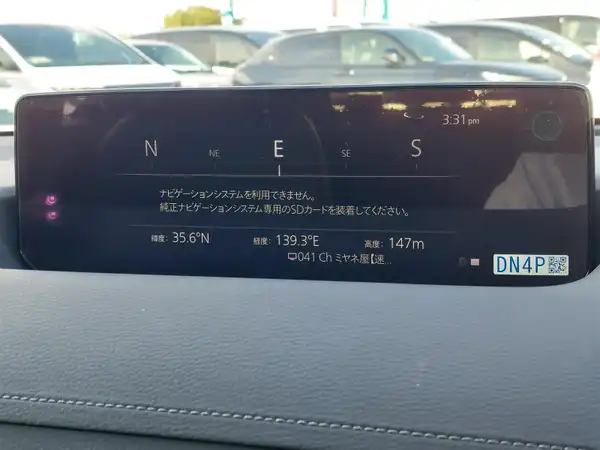 3:31 pm
N NE E SE S
ナビゲーションシステムを利用できません。
純正ナビゲーションシステム専用のSDカードを装着してください。
緯度: 35.6°N 経度: 139.3°E 高度: 147m
041 Ch ミヤネ屋【速...
DN4P